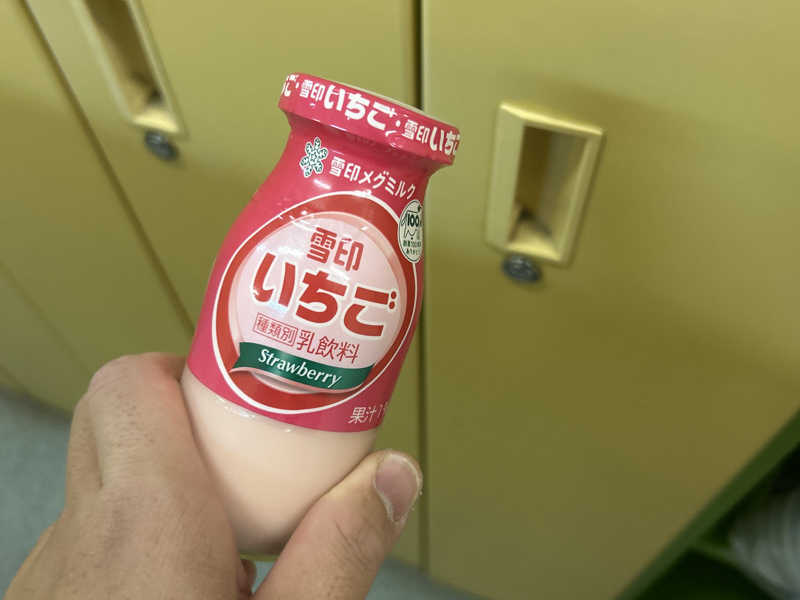 雪印いちご・雪印いち
雪印メグミルク
100
雪印
いちご
種類別 乳飲料
Strawberry
果汁1